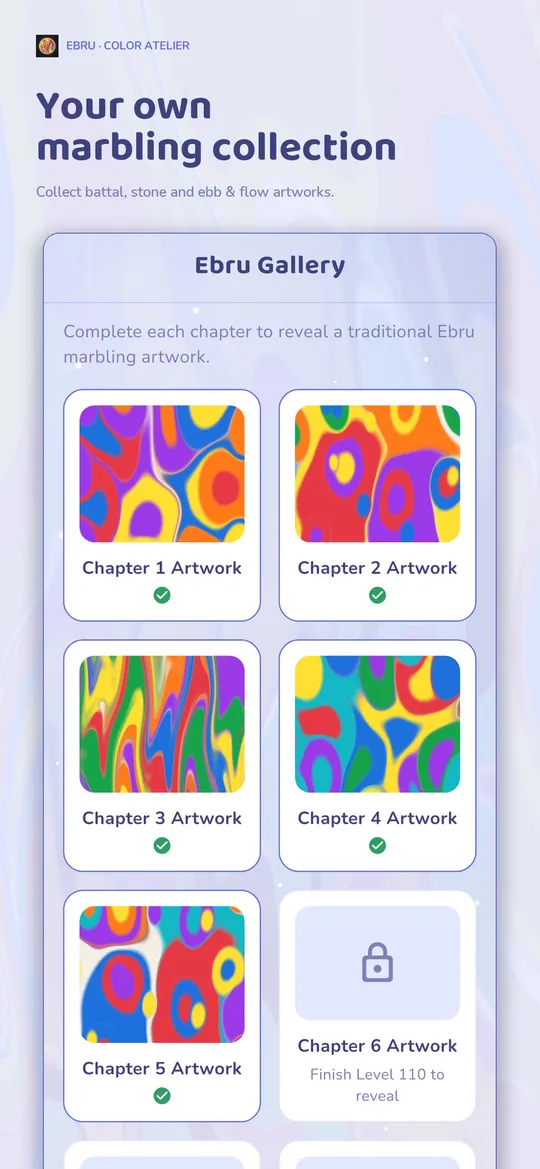 EBRU · COLOR ATELIER
Your own
marbling collection
Collect battal, stone and ebb & flow artworks.
Ebru Gallery
Complete each chapter to reveal a traditional Ebru
marbling artwork.
Chapter 1 Artwork
Chapter 2 Artwork
Chapter 3 Artwork
Chapter 4 Artwork
Chapter 5 Artwork
Chapter 6 Artwork
Finish Level 110 to
reveal